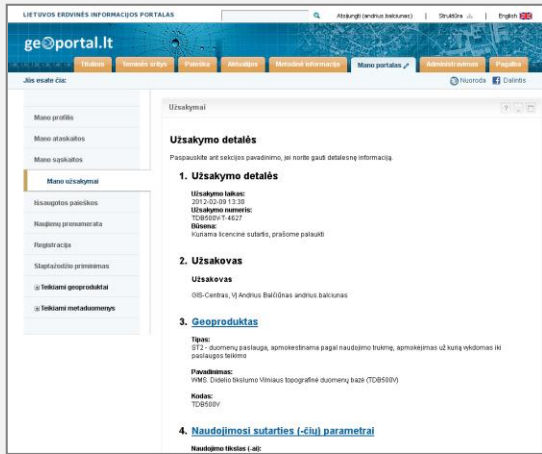 LIETUVOS ERDVINĖS INFORMACIJOS PORTALAS
Atsijungti (andrius.balciunas) | Struktūra | English
geoportal.lt
Titulinis
Teminės sritys
Paieška
Aktualijos
Metodinė informacija
Mano portalas
Administravimas
Pagalba
Jūs esate čia:
Nuoroda
Dalintis
Mano profilis
Mano ataskaitos
Mano sąskaitos
Mano užsakymai
Išsaugotos paieškos
Naujienų prenumerata
Registracija
Slaptažodžio priminimas
Teikiami geoproduktai
Teikiami metaduomenys
Užsakymai
Užsakymo detalės
Paspauskite ant sekcijos pavadinimo, jei norite gauti detalesnę informaciją.
1. Užsakymo detalės
Užsakymo laikas:
2012-02-09 13:30
Užsakymo numeris:
TDB500V-T-4627
Būsena:
Kuriama licencinė sutartis, prašome palaukti
2. Užsakovas
Užsakovas
GIS-Centras, VĮ Andrius Balčiūnas andrius.balciunas
3. Geoproduktas
Tipas:
ST2 - duomenų paslauga, apmokestinama pagal naudojimo trukmę, apmokėjimas už kurią vykdomas iki
paslaugos teikimo
Pavadinimas:
WMS. Didelio tikslumo Vilniaus topografinė duomenų bazė (TDB500V)
Kodas:
TDB500V
4. Naudojimosi sutarties (-čių) parametrai
Naudojimo tikslas (-ai):